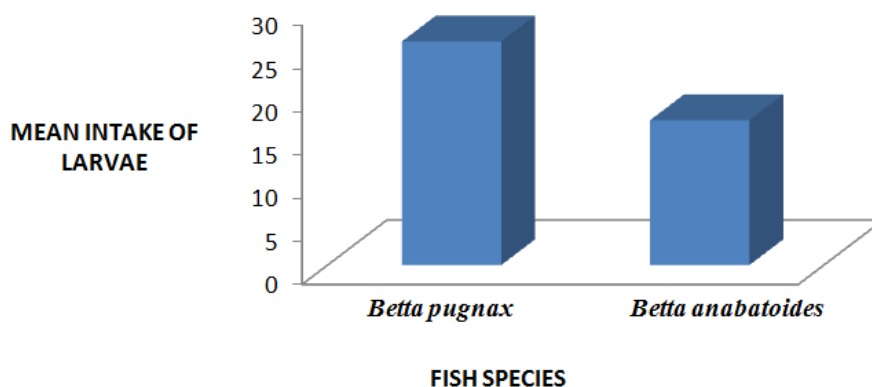 30
25
20
15
10
5
0
MEAN INTAKE OF
LARVAE
Betta pugnax
Betta anabatoides
FISH SPECIES